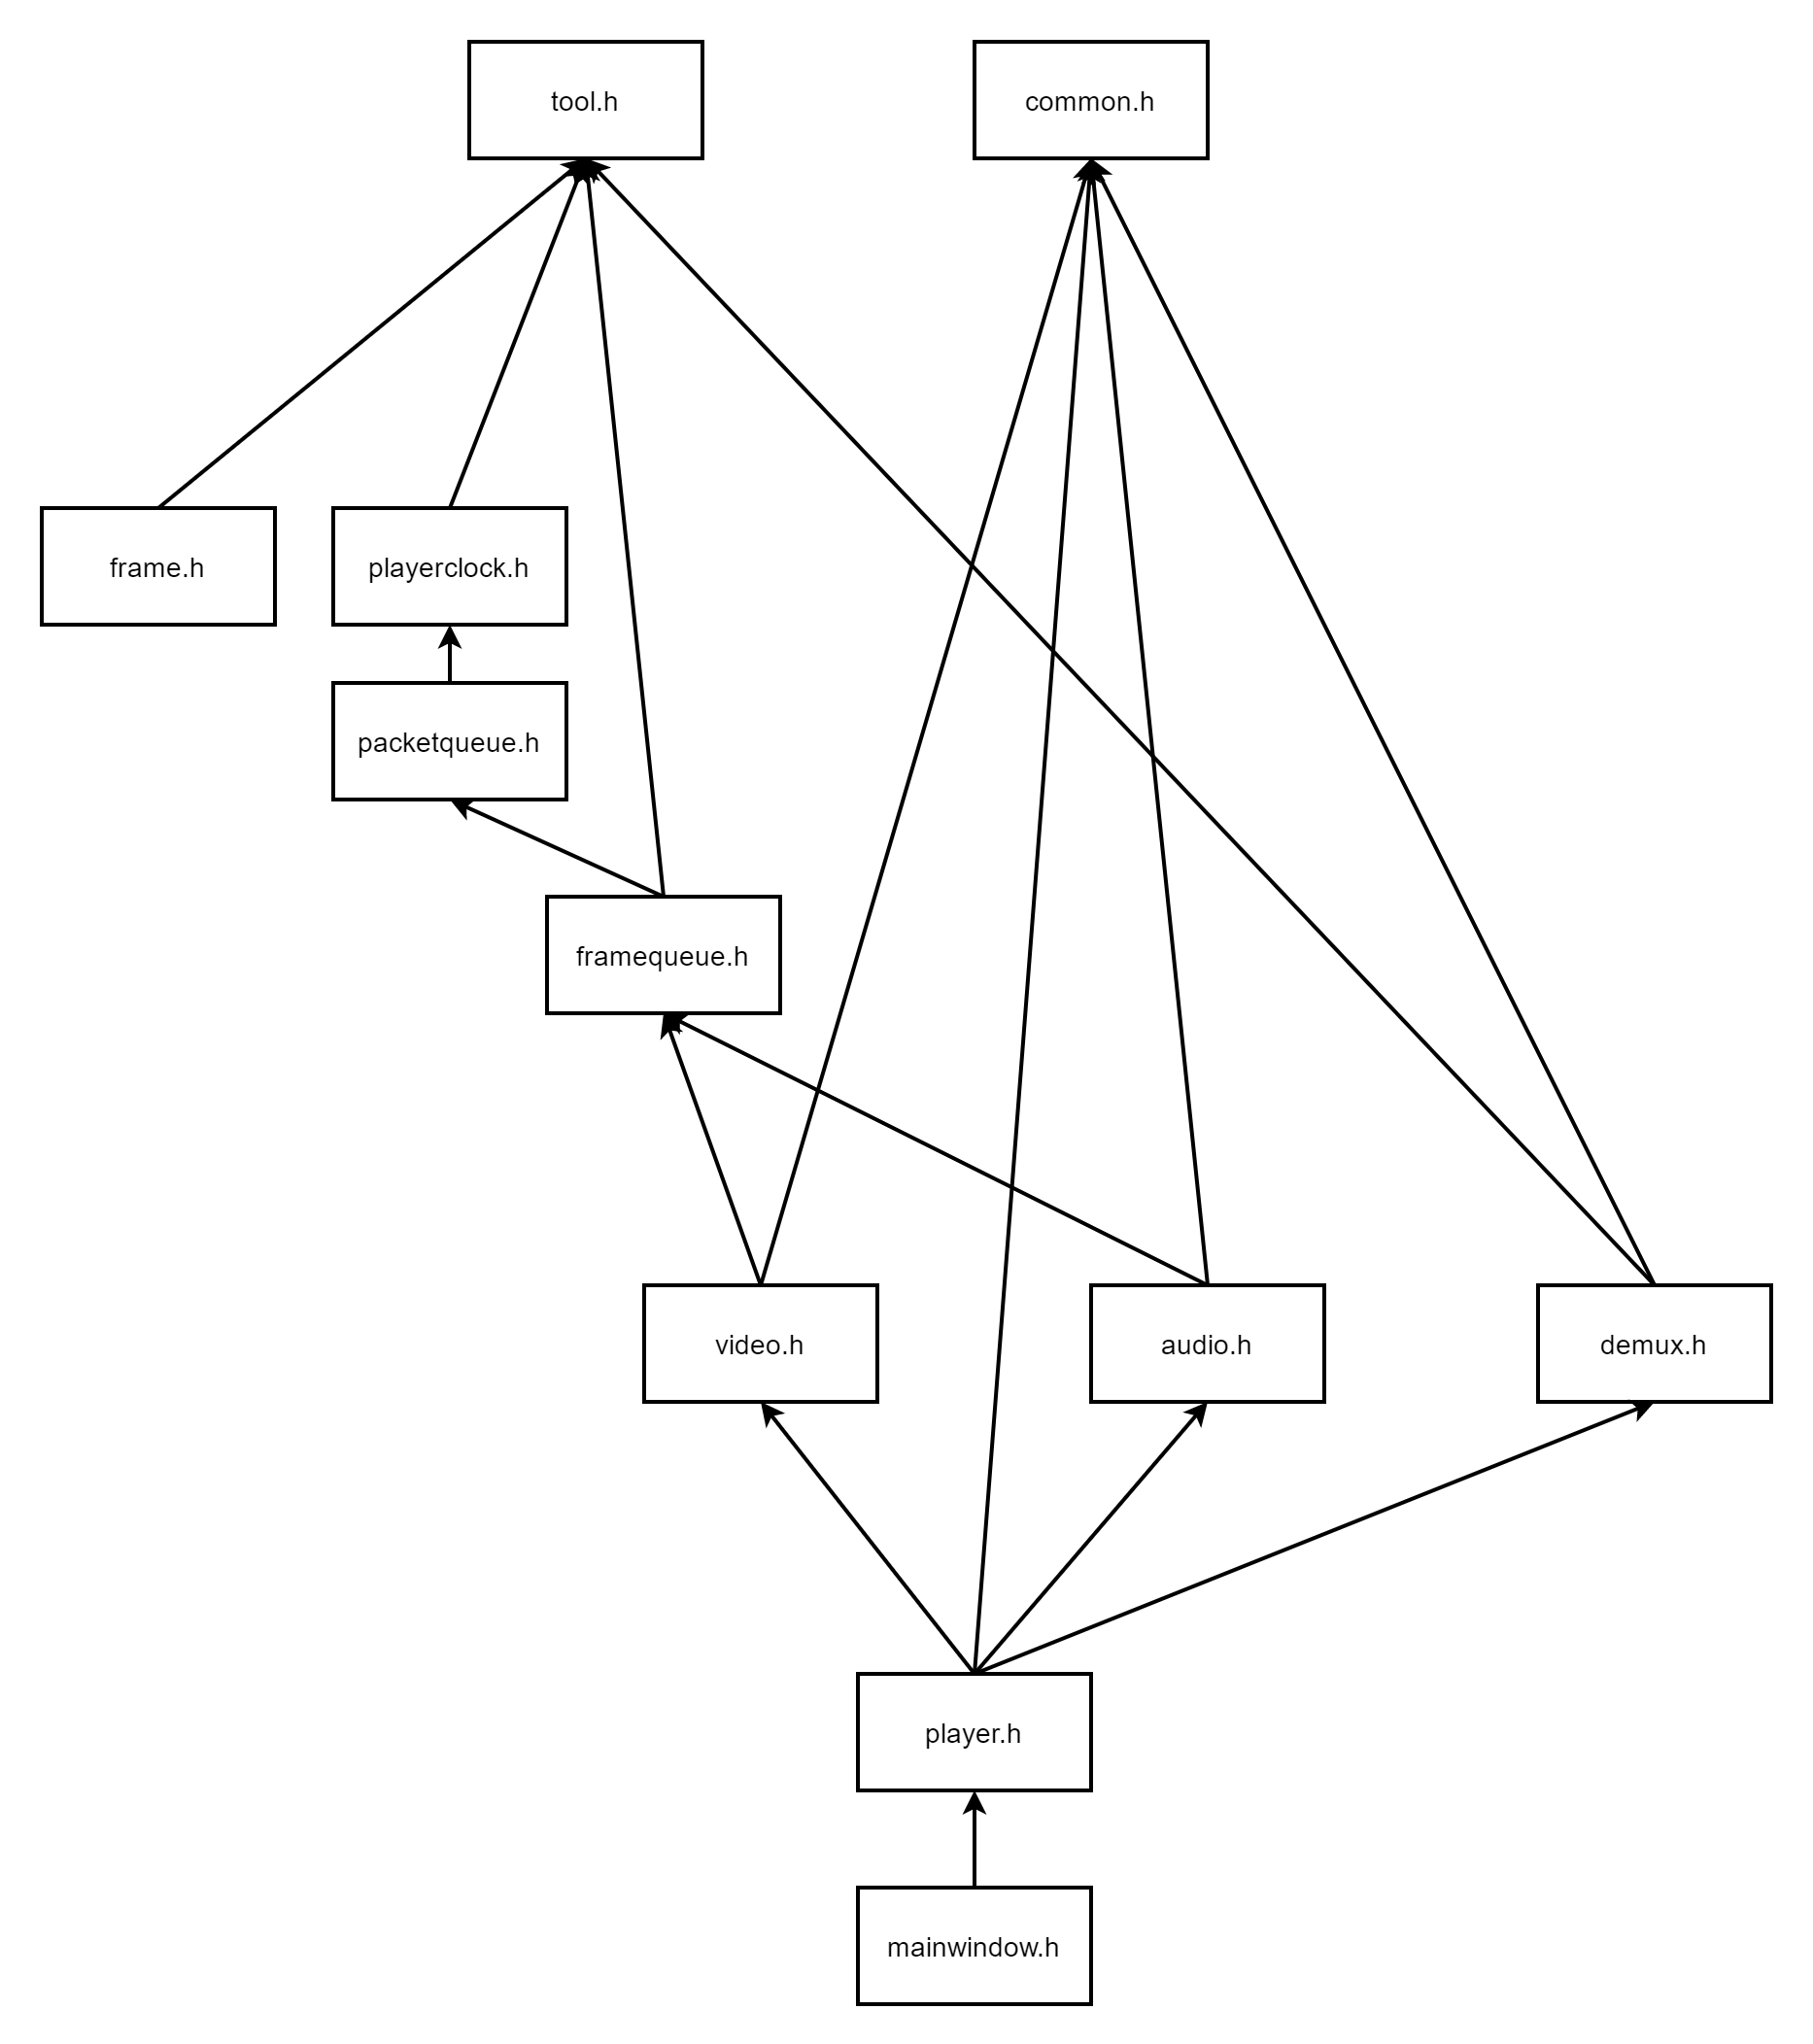 tool.h
common.h
frame.h
playerclock.h
packetqueue.h
framequeue.h
video.h
audio.h
demux.h
player.h
mainwindow.h